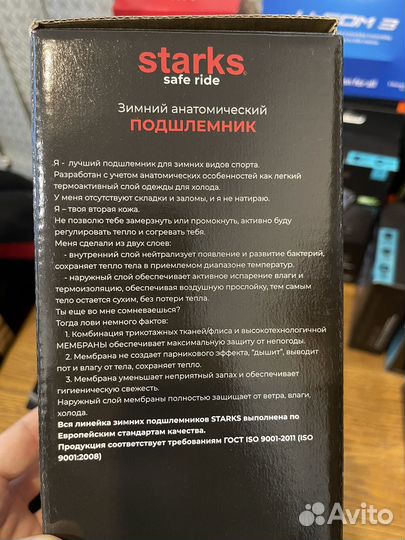 starks
safe ride
Зимний анатомический
ПОДШЛЕМНИК
Я - лучший подшлемник для зимних видов спорта.
Разработан с учетом анатомических особенностей как легкий
термоактивный слой одежды для холода.
У меня отсутствуют складки и заломы, и я не натираю.
Я – твоя вторая кожа.
Не позволю тебе замерзнуть или промокнуть, активно буду
регулировать тепло и согревать тебя.
Меня сделали из двух слоев:
- внутренний слой нейтрализует появление и развитие бактерий,
сохраняет тепло тела в приемлемом диапазоне температур.
- наружный слой обеспечивает активное испарение влаги и
термоизоляцию, обеспечивая воздушную прослойку, тем самым
тело остается сухим, без потери тепла.
Ты еще во мне сомневаешься?
Тогда лови немного фактов:
1. Комбинация трикотажных тканей/флиса и высокотехнологичной
МЕМБРАНЫ обеспечивает максимальную защиту от непогоды.
2. Мембрана не создает парникового эффекта, "дышит", выводит
пот и влагу от тела, сохраняет тепло.
3. Мембрана уменьшает неприятный запах и обеспечивает
гигиеническую свежесть.
Наружный слой мембраны полностью защищает от ветра, влаги,
холода.
Вся линейка зимних подшлемников STARKS выполнена по
Европейским стандартам качества.
Продукция соответствует требованиям ГОСТ ISO 9001-2011 (ISO
9001:2008)
Avito